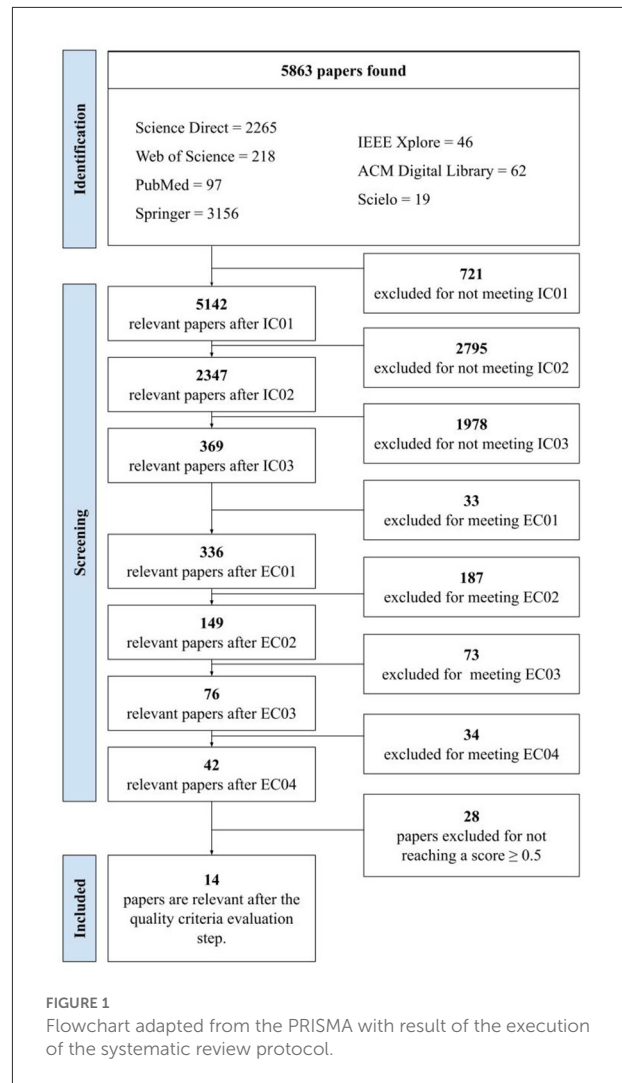 Identification
5863 papers found
Science Direct = 2265
Web of Science = 218
PubMed = 97
Springer = 3156
IEEE Xplore = 46
ACM Digital Library = 62
Scielo = 19
721
excluded for not meeting IC01
Screening
5142
relevant papers after IC01
2795
excluded for not meeting IC02
2347
relevant papers after IC02
1978
excluded for not meeting IC03
369
relevant papers after IC03
33
excluded for meeting EC01
336
relevant papers after EC01
187
excluded for meeting EC02
149
relevant papers after EC02
73
excluded for meeting EC03
76
relevant papers after EC03
34
excluded for meeting EC04
42
relevant papers after EC04
28
papers excluded for not
reaching a score ≥ 0.5
Included
14
papers are relevant after the
quality criteria evaluation
step.
FIGURE 1
Flowchart adapted from the PRISMA with result of the execution
of the systematic review protocol.